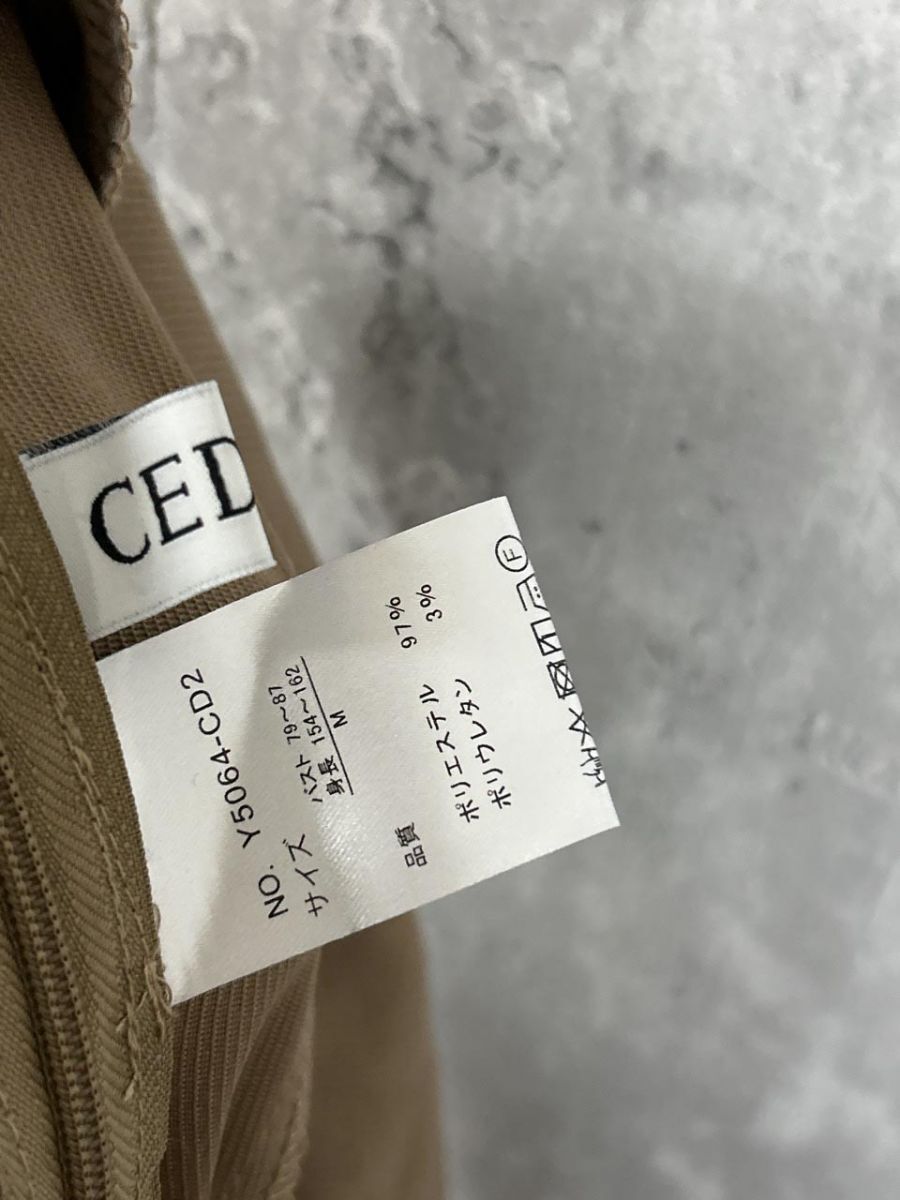 CED
NO. Y5064-CD2
サイズ バスト 79~87
身長 154~162
M
品質
ポリエステル 97%
ポリウレタン 3%
F